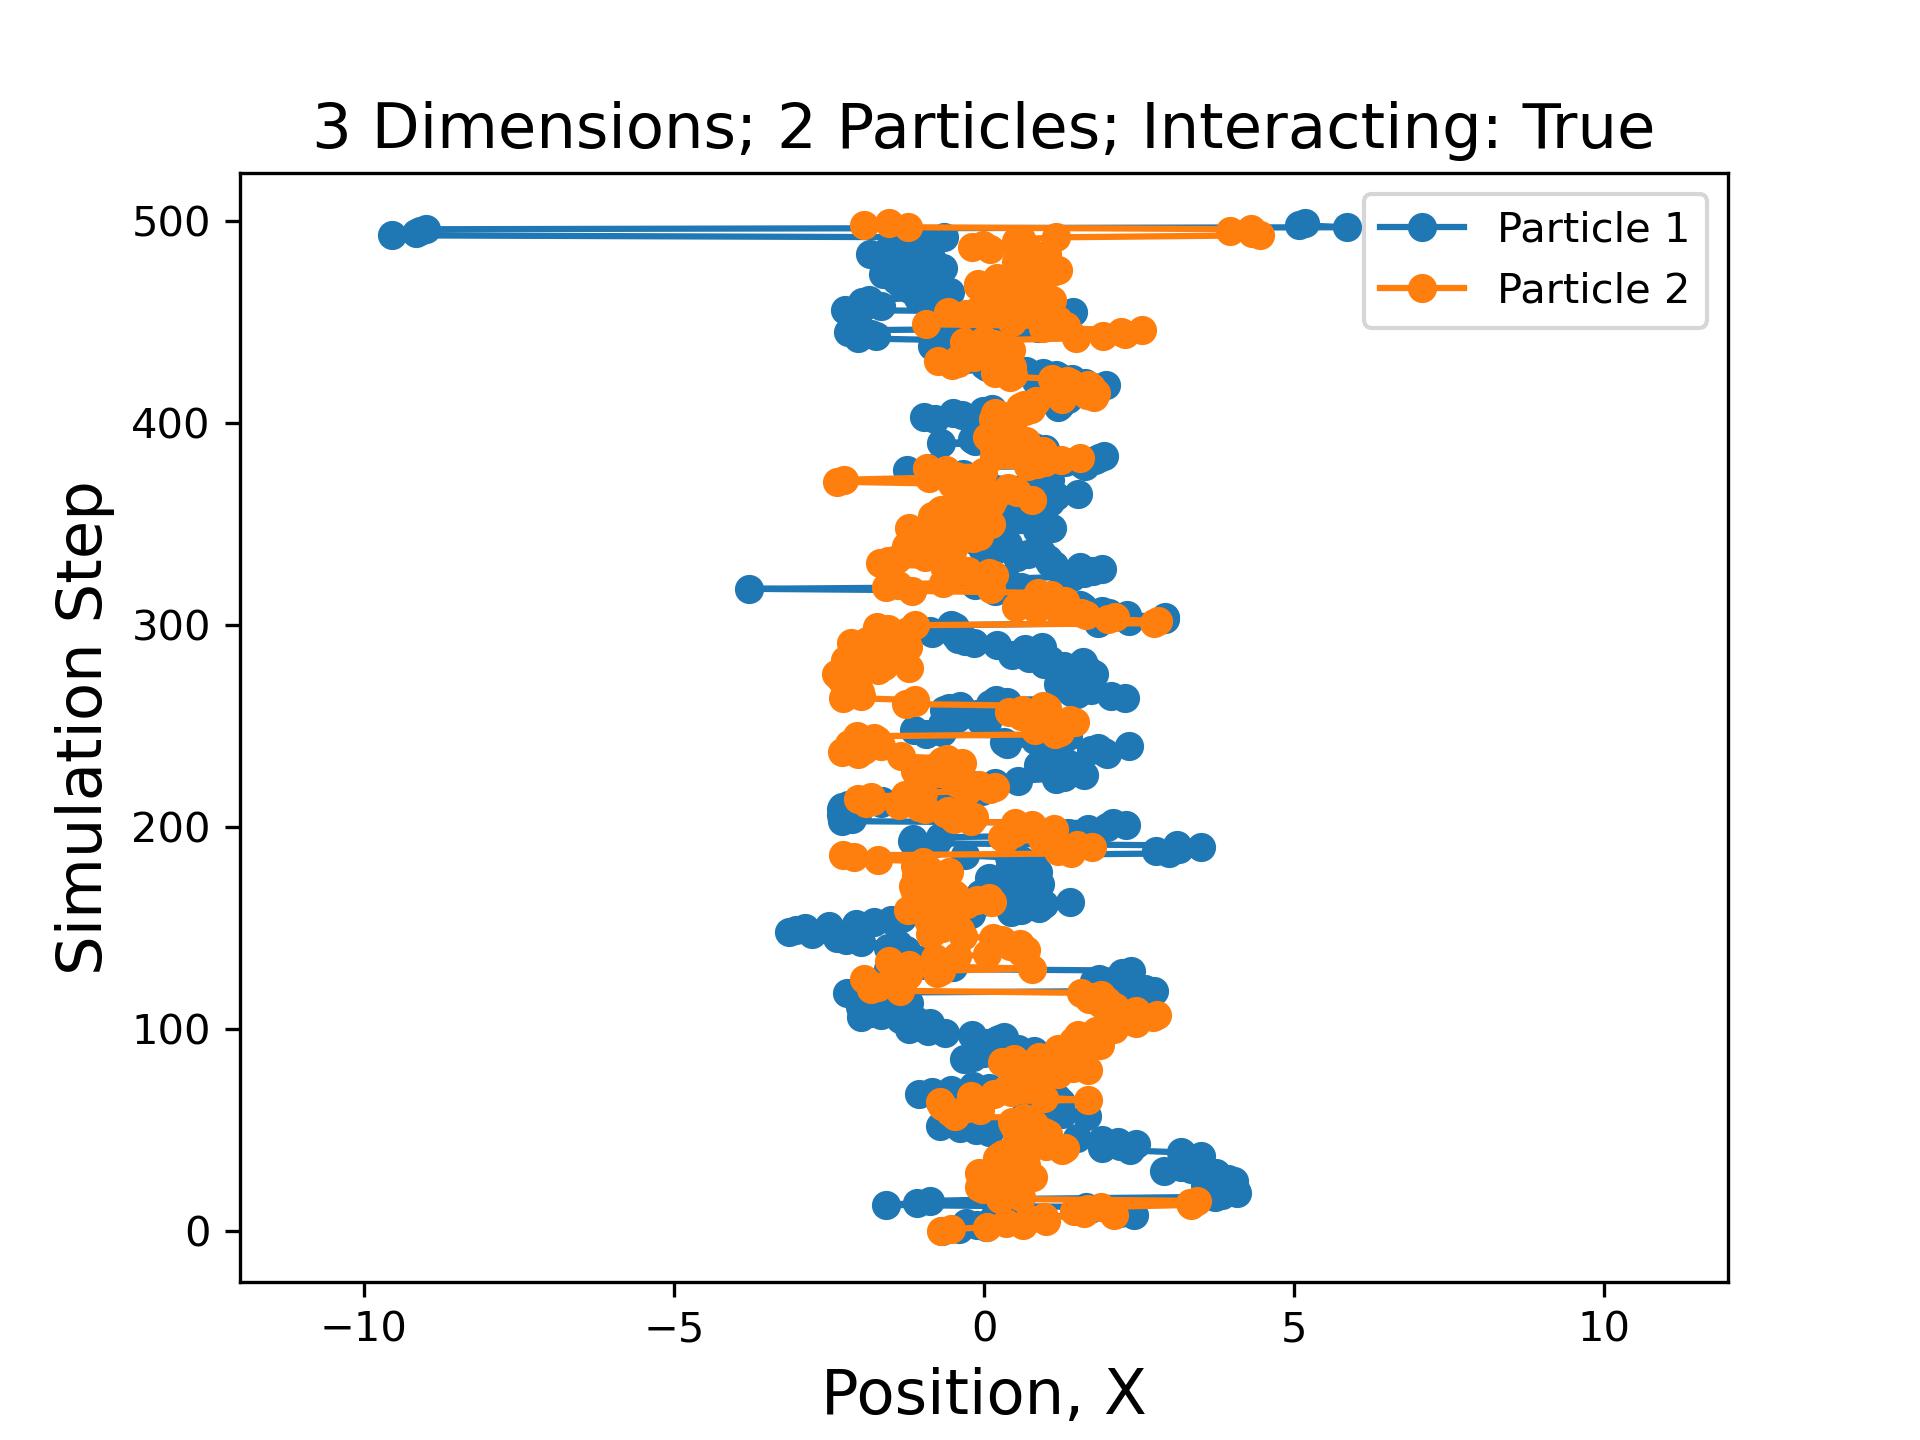 3 Dimensions; 2 Particles; Interacting: True
Particle 1
Particle 2
500
400
300
200
100
0
Simulation Step
−10
−5
0
5
10
Position, X